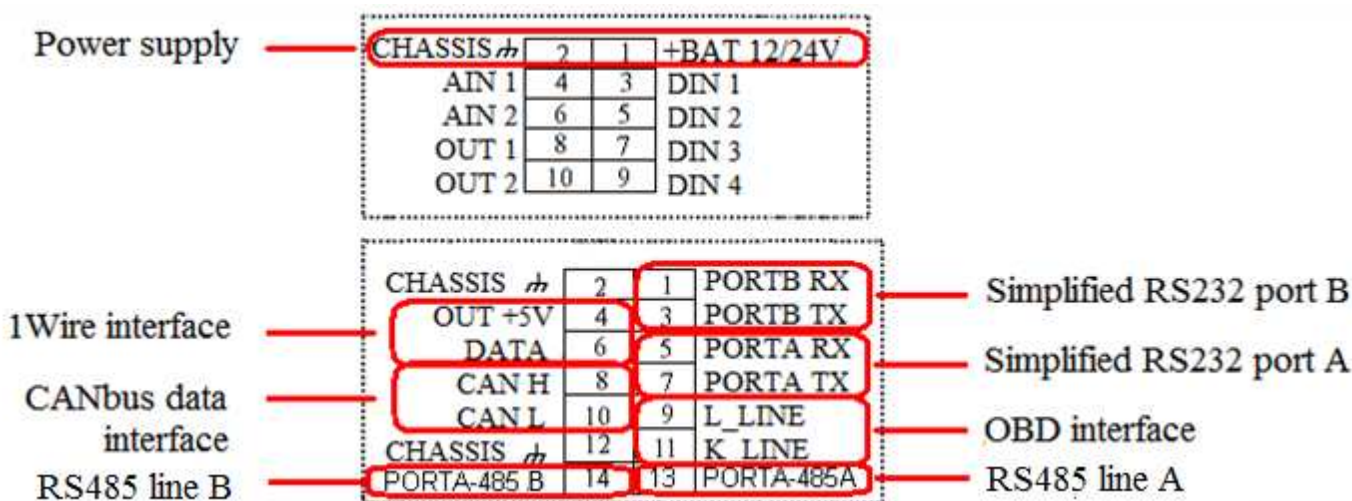 Power supply
CHASSIS 2 1 +BAT 12/24V
AIN 1 4 3 DIN 1
AIN 2 6 5 DIN 2
OUT 1 8 7 DIN 3
OUT 2 10 9 DIN 4
CHASSIS 2 1 PORTB RX
OUT +5V 4 3 PORTB TX
DATA 6 5 PORTA RX
CAN H 8 7 PORTA TX
CAN L 10 9 L_LINE
CHASSIS 12 11 K_LINE
PORTA-485 B 14 13 PORTA-485A
1Wire interface
CANbus data
interface
RS485 line B
Simplified RS232 port B
Simplified RS232 port A
OBD interface
RS485 line A